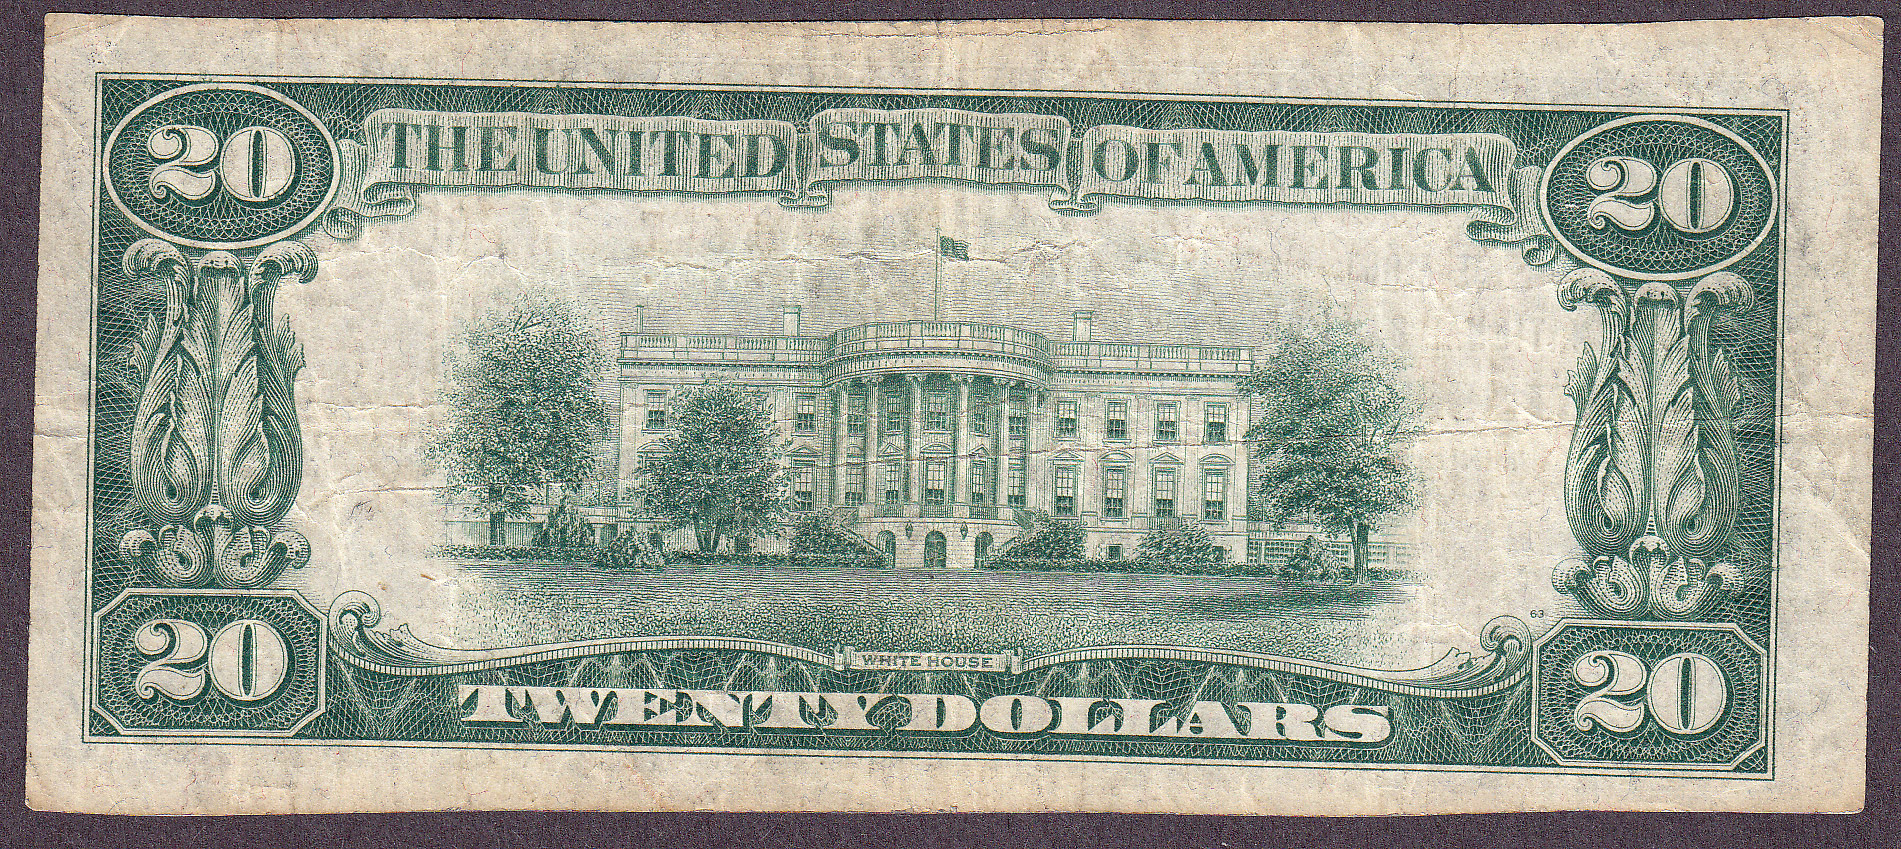 20 THE UNITED STATES OF AMERICA 20
63
WHITE HOUSE
20 TWENTY DOLLARS 20